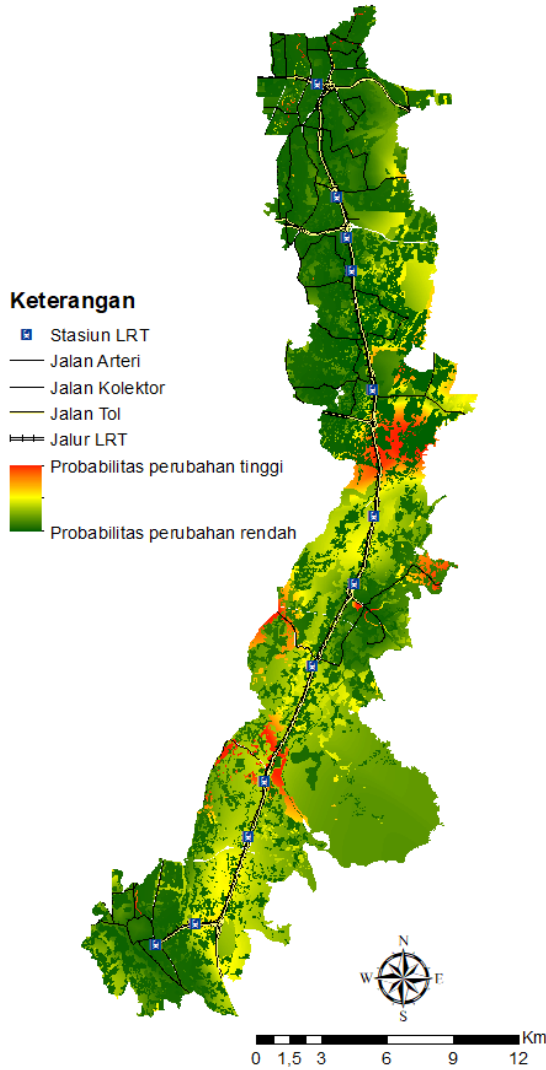 Keterangan
Stasiun LRT
Jalan Arteri
Jalan Kolektor
Jalan Tol
Jalur LRT
Probabilitas perubahan tinggi
Probabilitas perubahan rendah
N
W E
S
Km
0 1,5 3 6 9 12